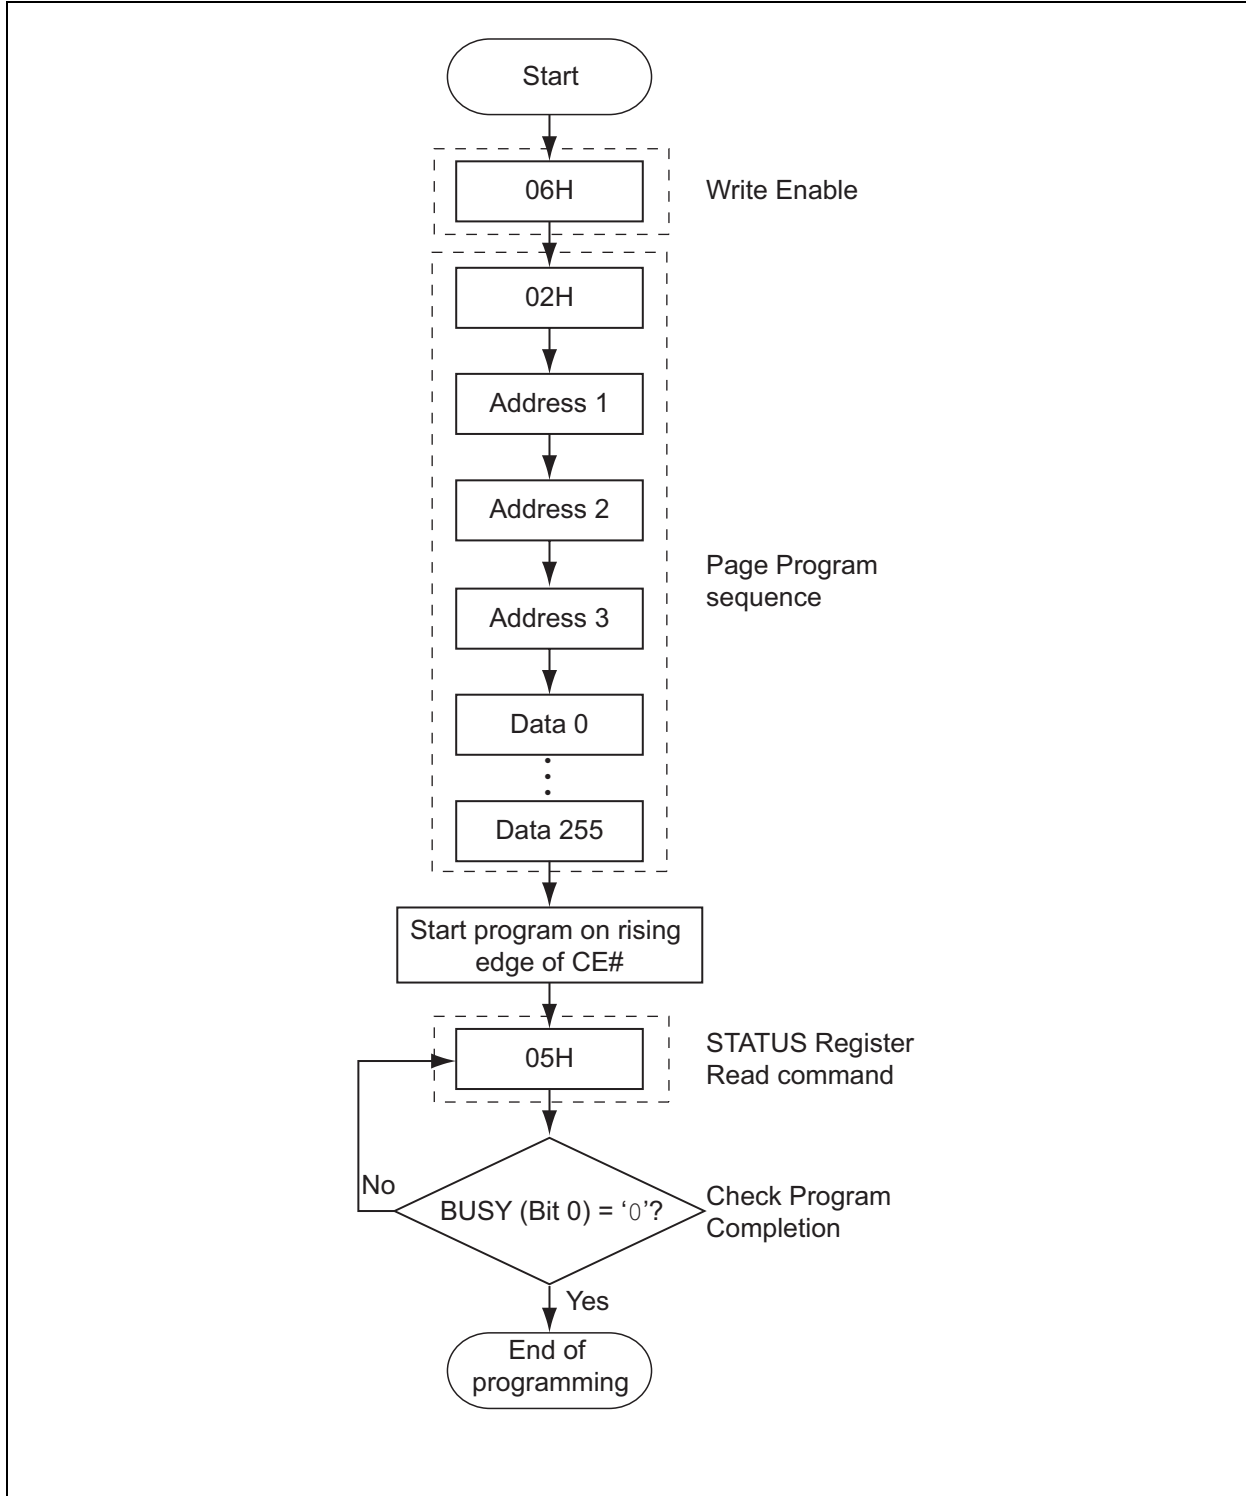 Start
06H
Write Enable
02H
Address 1
Address 2
Address 3
Page Program
sequence
Data 0
Data 255
Start program on rising
edge of CE#
05H
STATUS Register
Read command
No
BUSY (Bit 0) = ‘0’?
Check Program
Completion
Yes
End of
programming